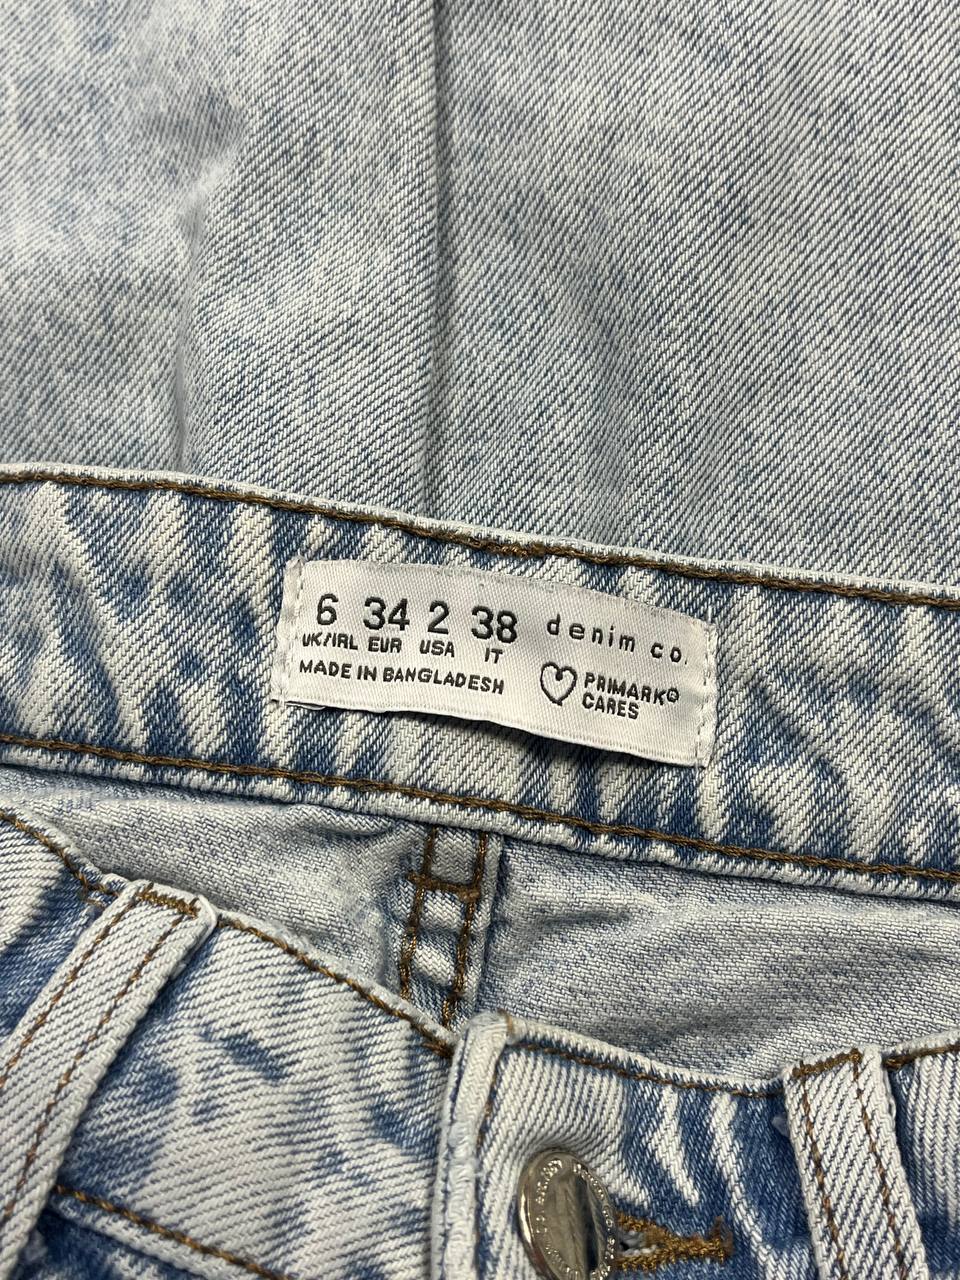 6 34 2 38
UK/IRL EUR USA IT
MADE IN BANGLADESH
denim co.
PRIMARK®
CARES